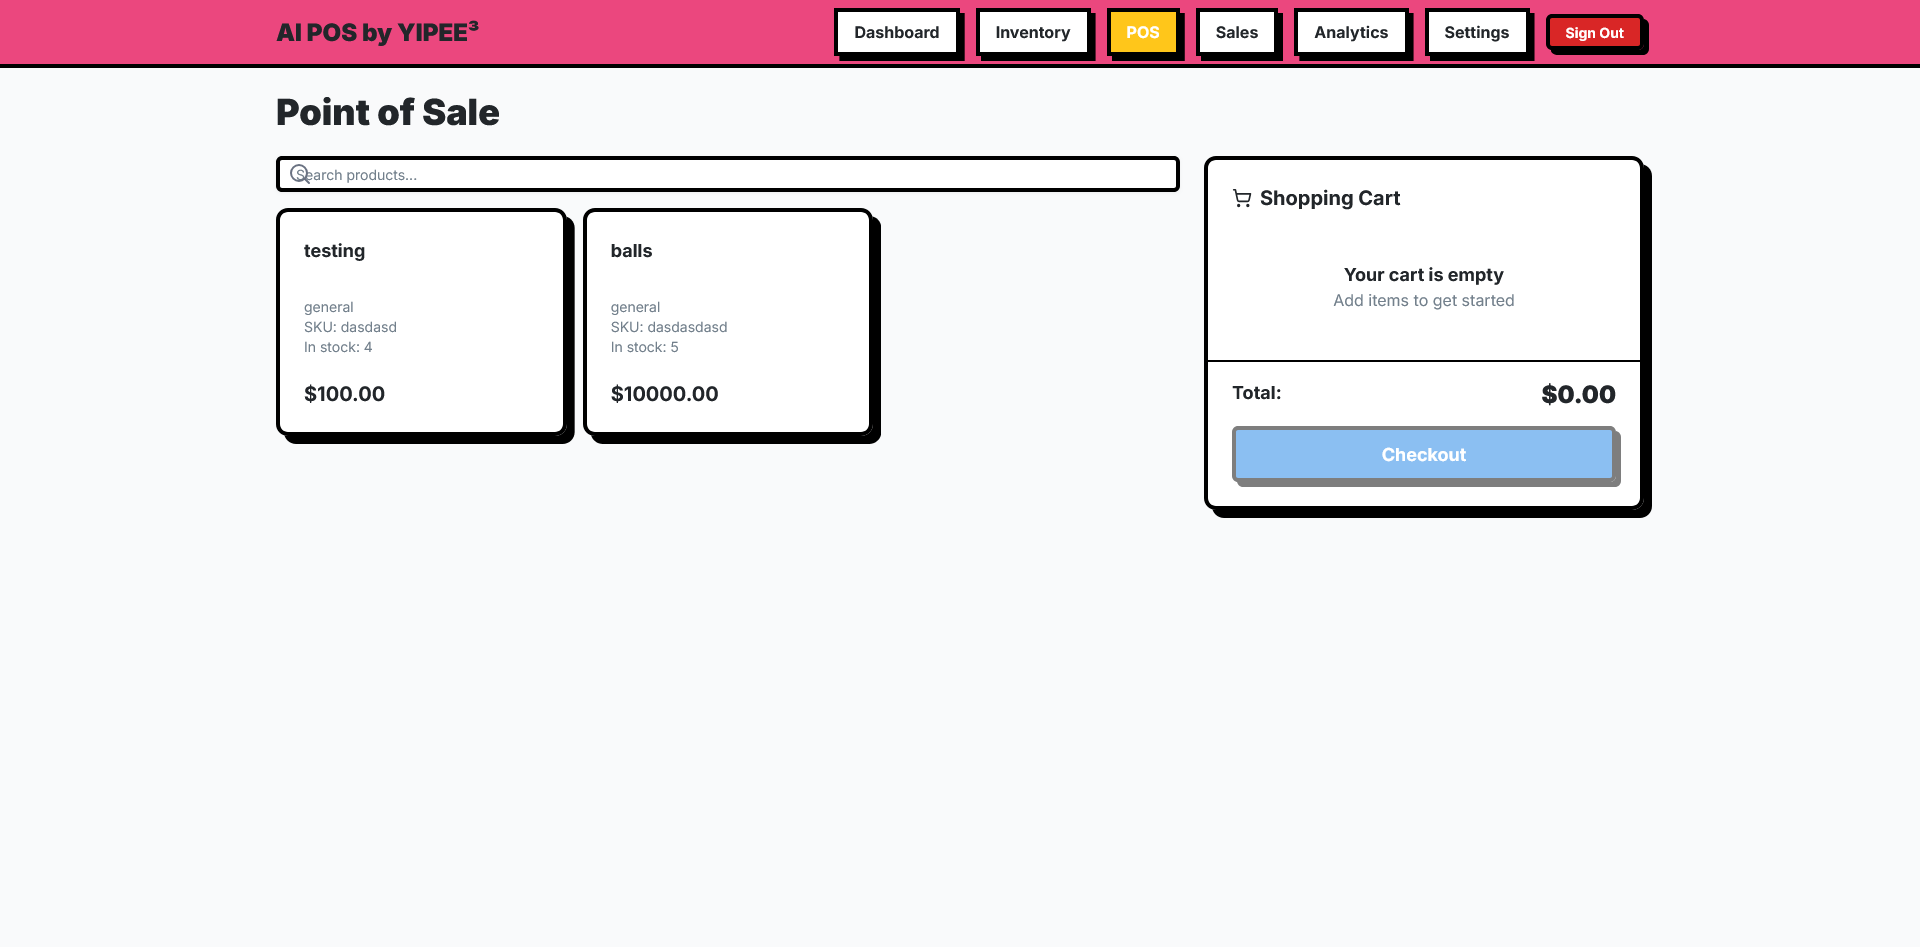 AI POS by YIPEE³
Dashboard
Inventory
POS
Sales
Analytics
Settings
Sign Out
Point of Sale
Search products...
testing
general
SKU: dasdasd
In stock: 4
$100.00
balls
general
SKU: dasdasdasd
In stock: 5
$10000.00
Shopping Cart
Your cart is empty
Add items to get started
Total:
$0.00
Checkout